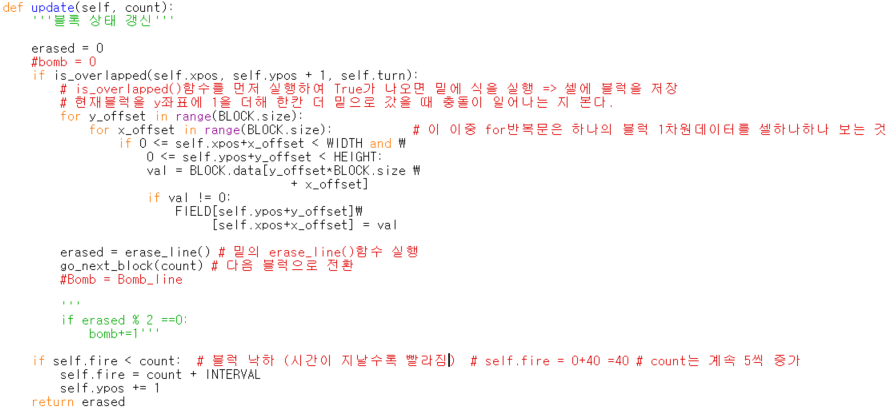 def update(self, count):
    '''블록 상태 갱신'''

    erased = 0
    #bomb = 0
    if is_overlapped(self.xpos, self.ypos + 1, self.turn):
        # is_overlapped()함수를 먼저 실행하여 True가 나오면 밑에 식을 실행 => 셀에 블럭을 저장
        # 현재블럭을 y좌표에 1을 더해 한칸 더 밑으로 갔을 때 충돌이 일어나는 지 본다.
        for y_offset in range(BLOCK.size):
            for x_offset in range(BLOCK.size):           # 이 이중 for반복문은 하나의 블럭 1차원데이터를 셀하나하나 보는 것
                if 0 <= self.xpos+x_offset < WIDTH and ₩
                    0 <= self.ypos+y_offset < HEIGHT:
                    val = BLOCK.data[y_offset*BLOCK.size ₩
                                        + x_offset]
                    if val != 0:
                        FIELD[self.ypos+y_offset]₩
                             [self.xpos+x_offset] = val

        erased = erase_line() # 밑의 erase_line()함수 실행
        go_next_block(count) # 다음 블럭으로 전환
        #Bomb = Bomb_line

        '''
        if erased % 2 ==0:
            bomb+=1'''

    if self.fire < count:  # 블럭 낙하 (시간이 지날수록 빨라짐)  # self.fire = 0+40 =40 # count는 계속 5씩 증가
        self.fire = count + INTERVAL
        self.ypos += 1
    return erased